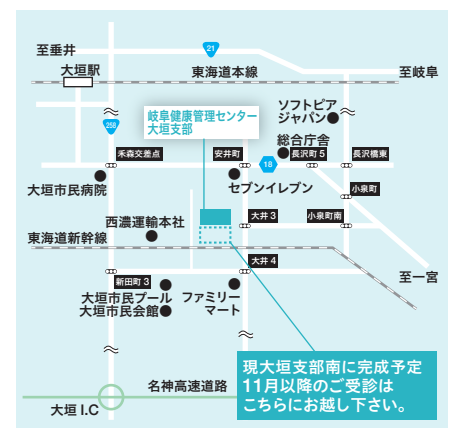 至垂井
21
大垣駅
東海道本線
至岐阜
258
岐阜健康管理センター
大垣支部
ソフトピア
ジャパン
総合庁舎
禾森交差点
安井町
18
長沢町 5
長沢橋東
大垣市民病院
セブンイレブン
小泉町
西濃運輸本社
大井 3
小泉町南
東海道新幹線
大井 4
新田町 3
至一宮
大垣市民プール
大垣市民会館
ファミリー
マート
現大垣支部南に完成予定
11月以降のご受診は
こちらにお越し下さい。
名神高速道路
大垣 I.C